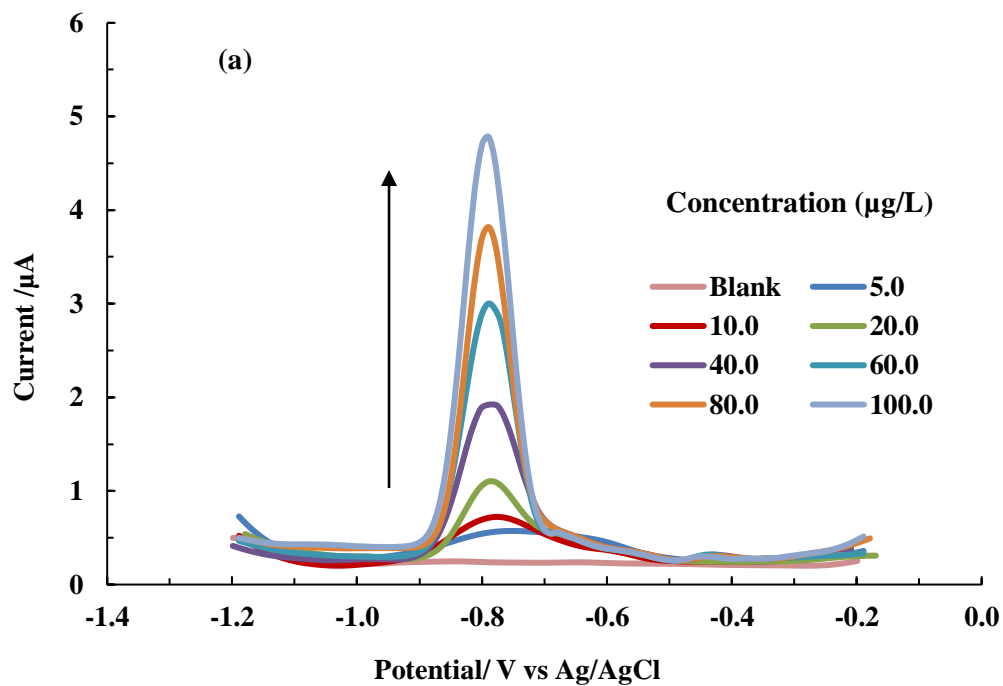 (a)
6
5
4
3
2
1
0
-1.4 -1.2 -1.0 -0.8 -0.6 -0.4 -0.2 0.0
Current /µA
Potential/ V vs Ag/AgCl
Concentration (µg/L)
Blank 5.0
10.0 20.0
40.0 60.0
80.0 100.0